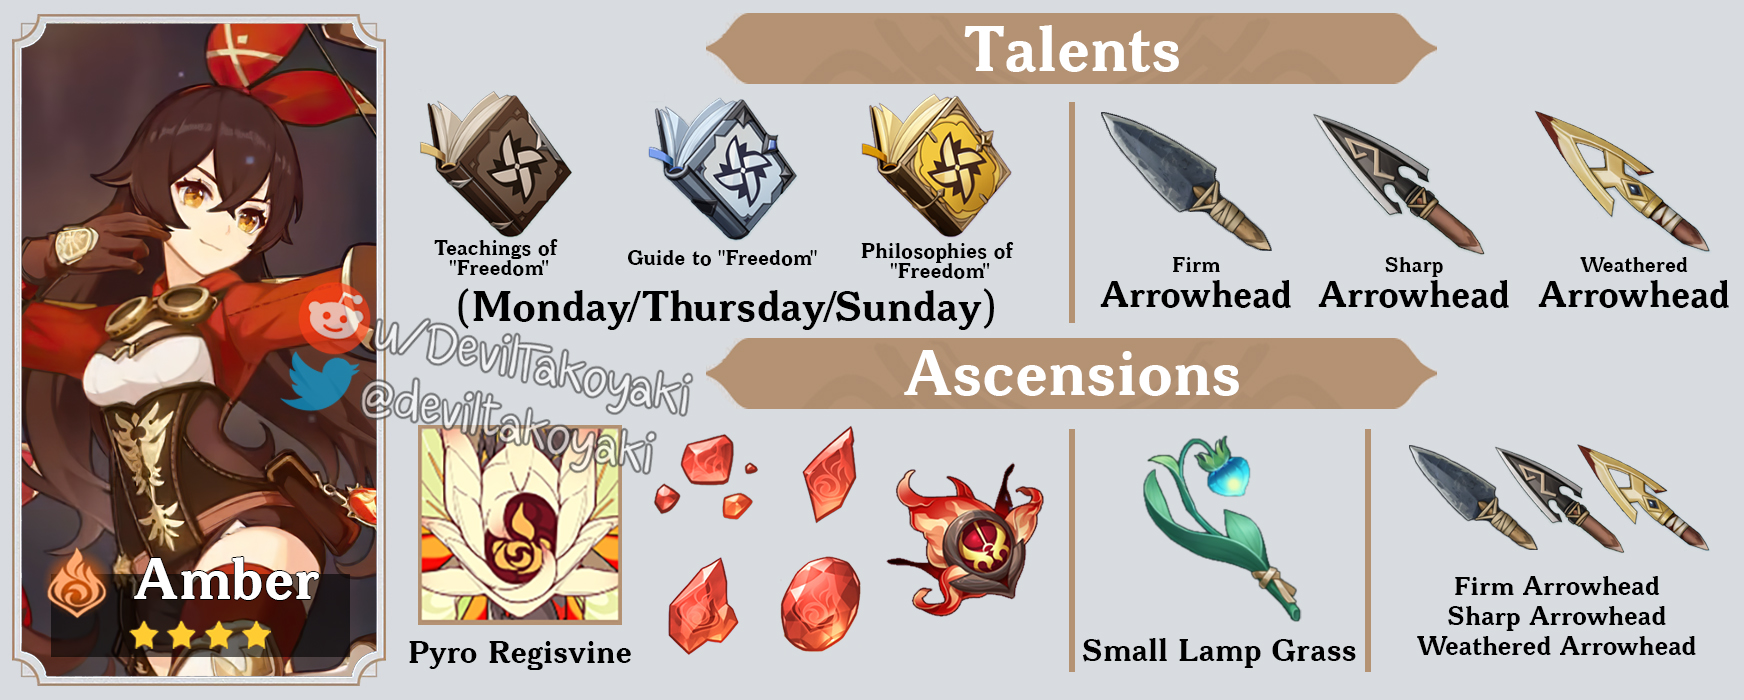 Talents
Teachings of
"Freedom"
Guide to "Freedom"
Philosophies of
"Freedom"
(Monday/Thursday/Sunday)
Firm
Arrowhead
Sharp
Arrowhead
Weathered
Arrowhead
u/DevilTakoyaki
@deviltakoyaki
Amber
Ascensions
Pyro Regisvine
Small Lamp Grass
Firm Arrowhead
Sharp Arrowhead
Weathered Arrowhead